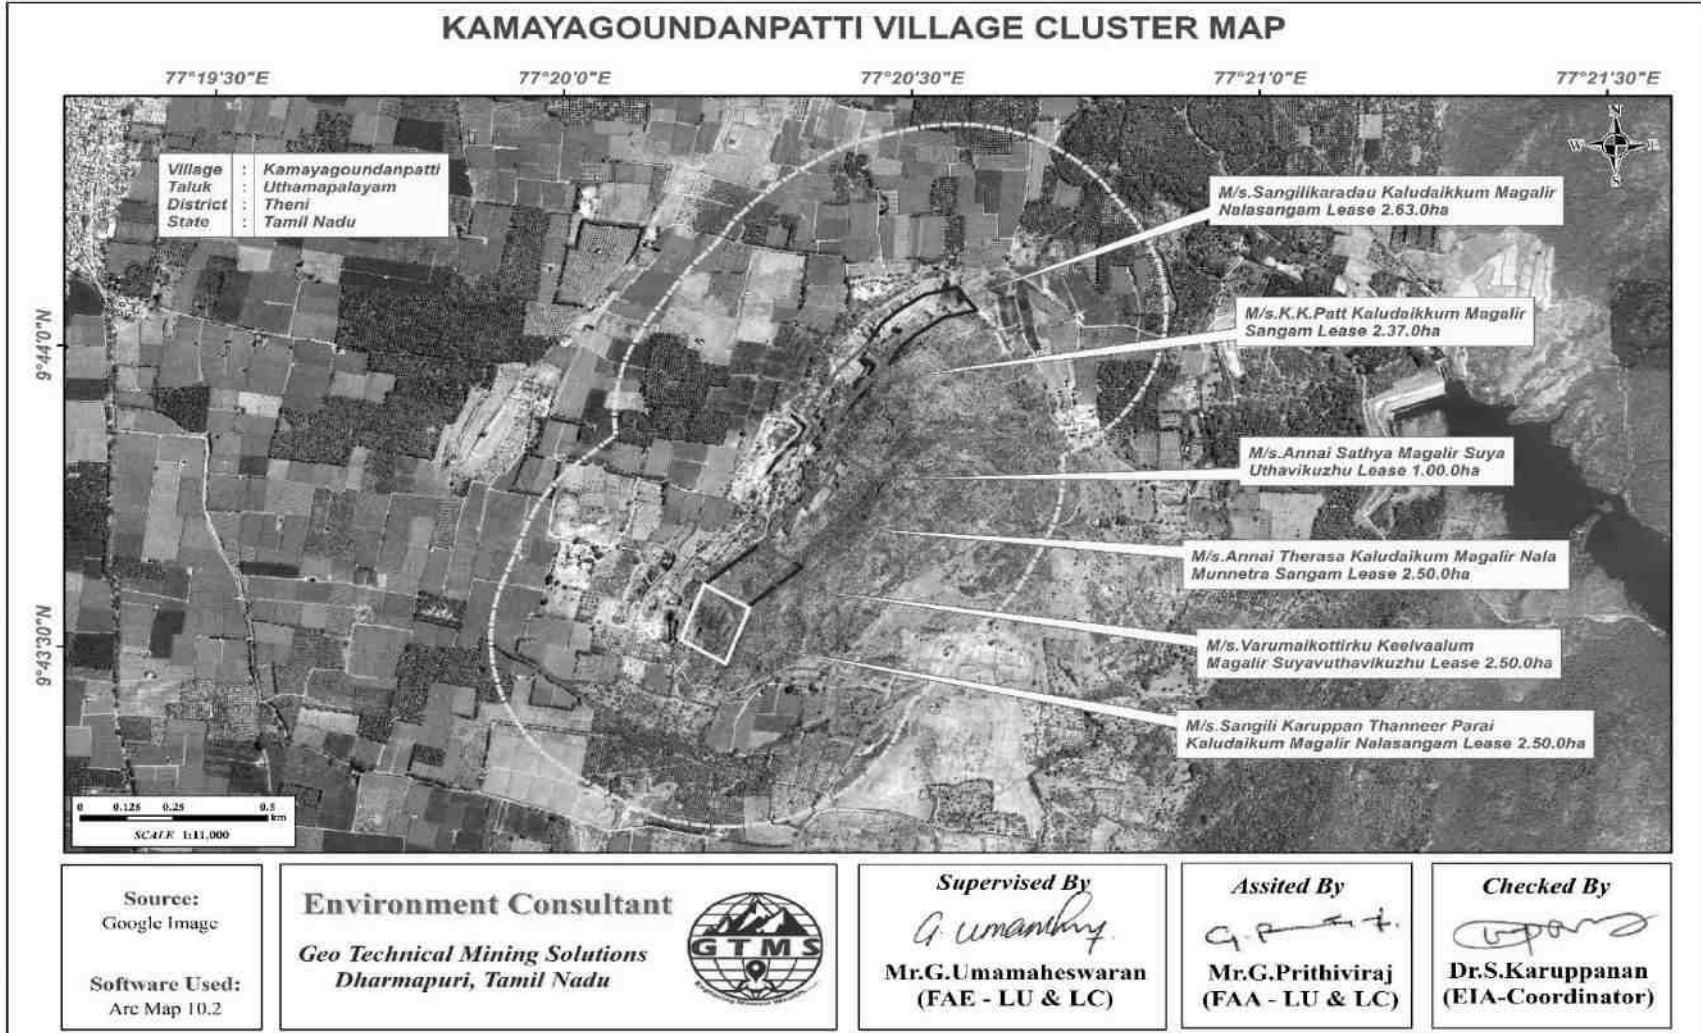 KAMAYAGOUNDANPATTI VILLAGE CLUSTER MAP
77°19'30"E 77°20'0"E 77°20'30"E 77°21'0"E 77°21'30"E
Village : Kamayagoundanpatti
Taluk : Uthamapalayam
District : Theni
State : Tamil Nadu
N
W E
S
M/s.Sangilikaradau Kaludaikkum Magalir
Nalasangam Lease 2.63.0ha
M/s.K.K.Patt Kaludaikkum Magalir
Sangam Lease 2.37.0ha
9°44'0"N
M/s.Annai Sathya Magalir Suya
Uthavikuzhu Lease 1.00.0ha
M/s.Annai Therasa Kaludaikum Magalir Nala
Munnetra Sangam Lease 2.50.0ha
9°43'30"N
M/s.Varumaikottirku Keelvaalum
Magalir Suyavuthavikuzhu Lease 2.50.0ha
M/s.Sangili Karuppan Thanneer Parai
Kaludaikum Magalir Nalasangam Lease 2.50.0ha
0 0.125 0.25 0.5
km
SCALE 1:11,000
Source:
Google Image
Software Used:
Arc Map 10.2
Environment Consultant
Geo Technical Mining Solutions
Dharmapuri, Tamil Nadu
GTMS
Supervised By
G. Umamhny.
Mr.G.Umamaheswaran
(FAE - LU & LC)
Assited By
Mr.G.Prithiviraj
(FAA - LU & LC)
Checked By
Dr.S.Karuppanan
(EIA-Coordinator)